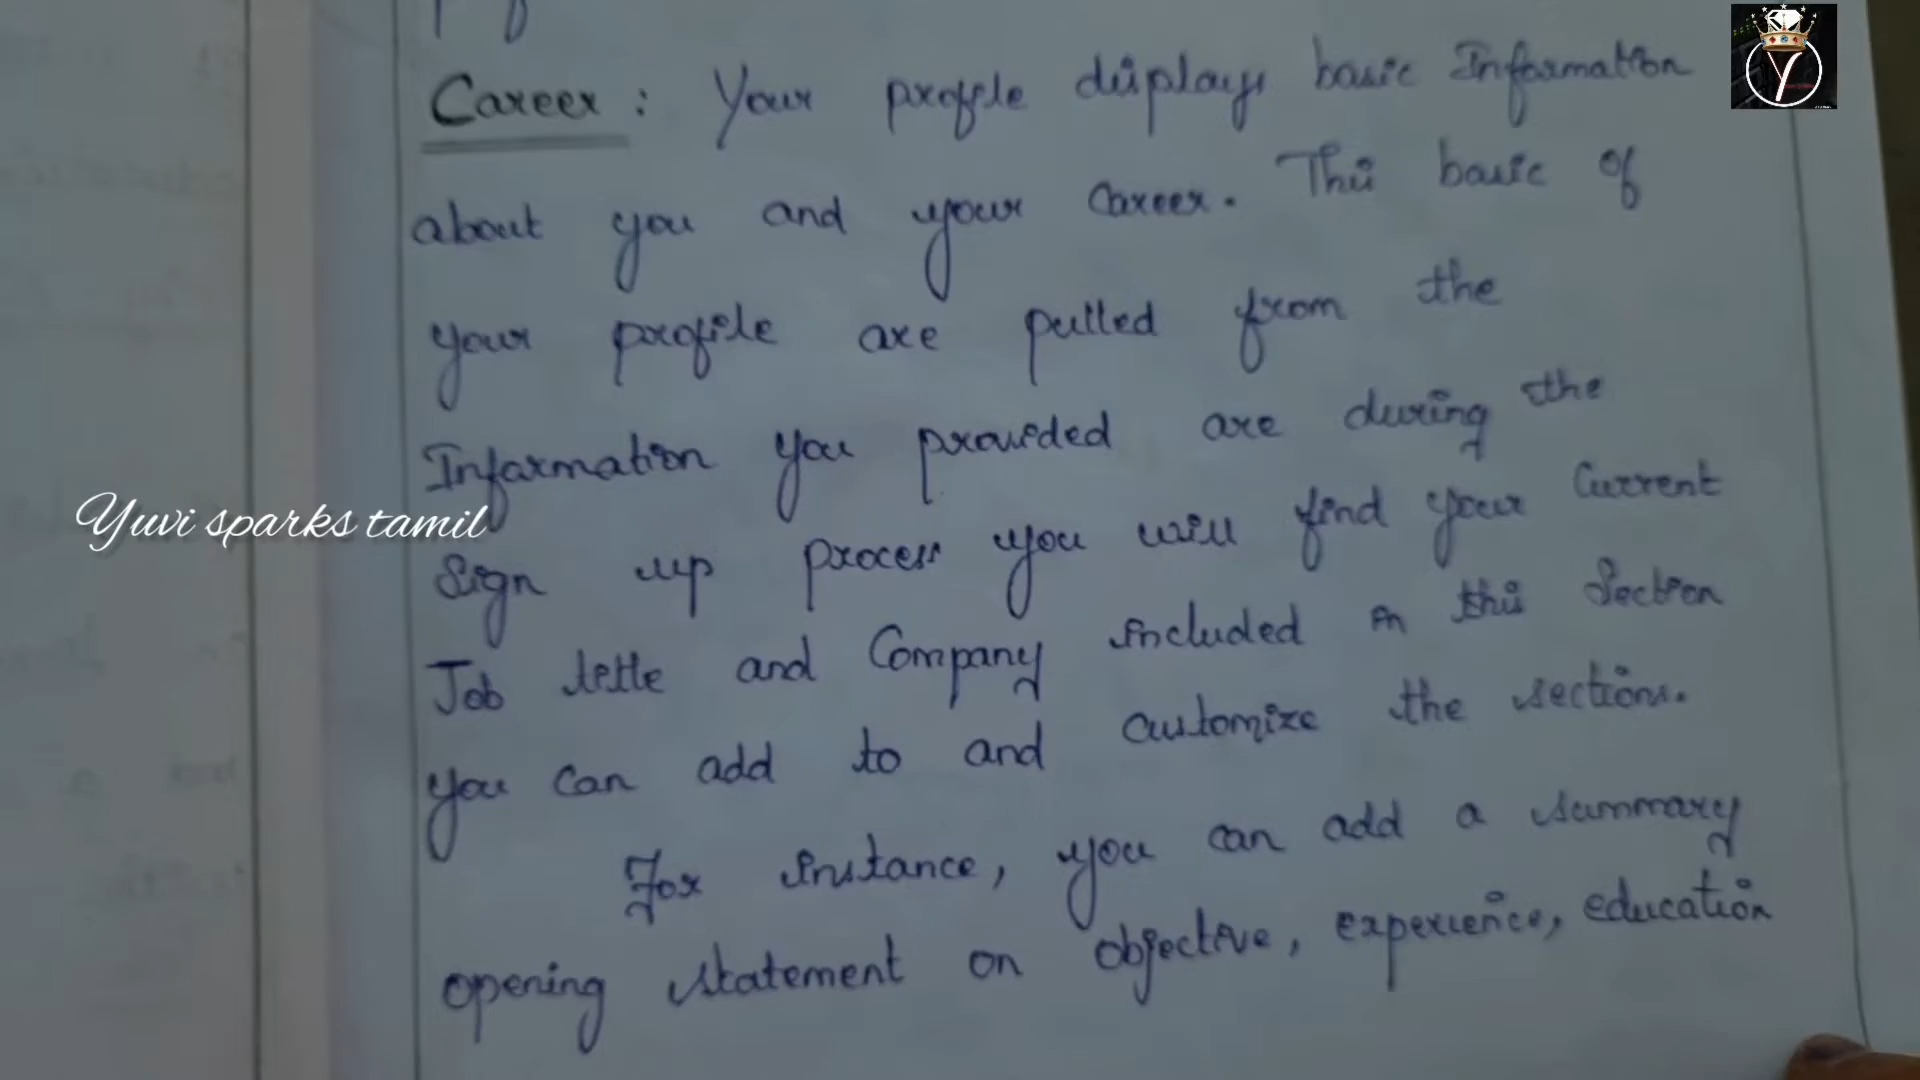 Career : Your profile displays basic Information
about you and your Career. This basic of
your profile are pulled from the
Information you provided are during the
Yuvi sparks tamil
Sign up process you will find your Current
Job title and Company included in this Section
you can add to and customize the sections.
For instance, you can add a summary
opening statement on objective, experience, education